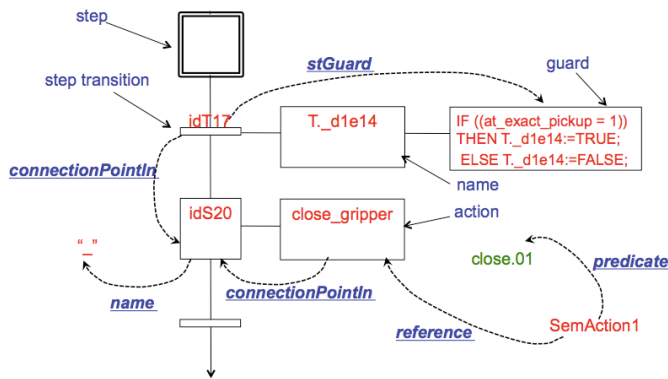 step
stGuard
guard
step transition
idT17
T._d1e14
IF ((at_exact_pickup = 1))
THEN T._d1e14:=TRUE;
ELSE T._d1e14:=FALSE;
connectionPointIn
name
idS20
close_gripper
action
“_”
close.01
predicate
connectionPointIn
name
reference
SemAction1